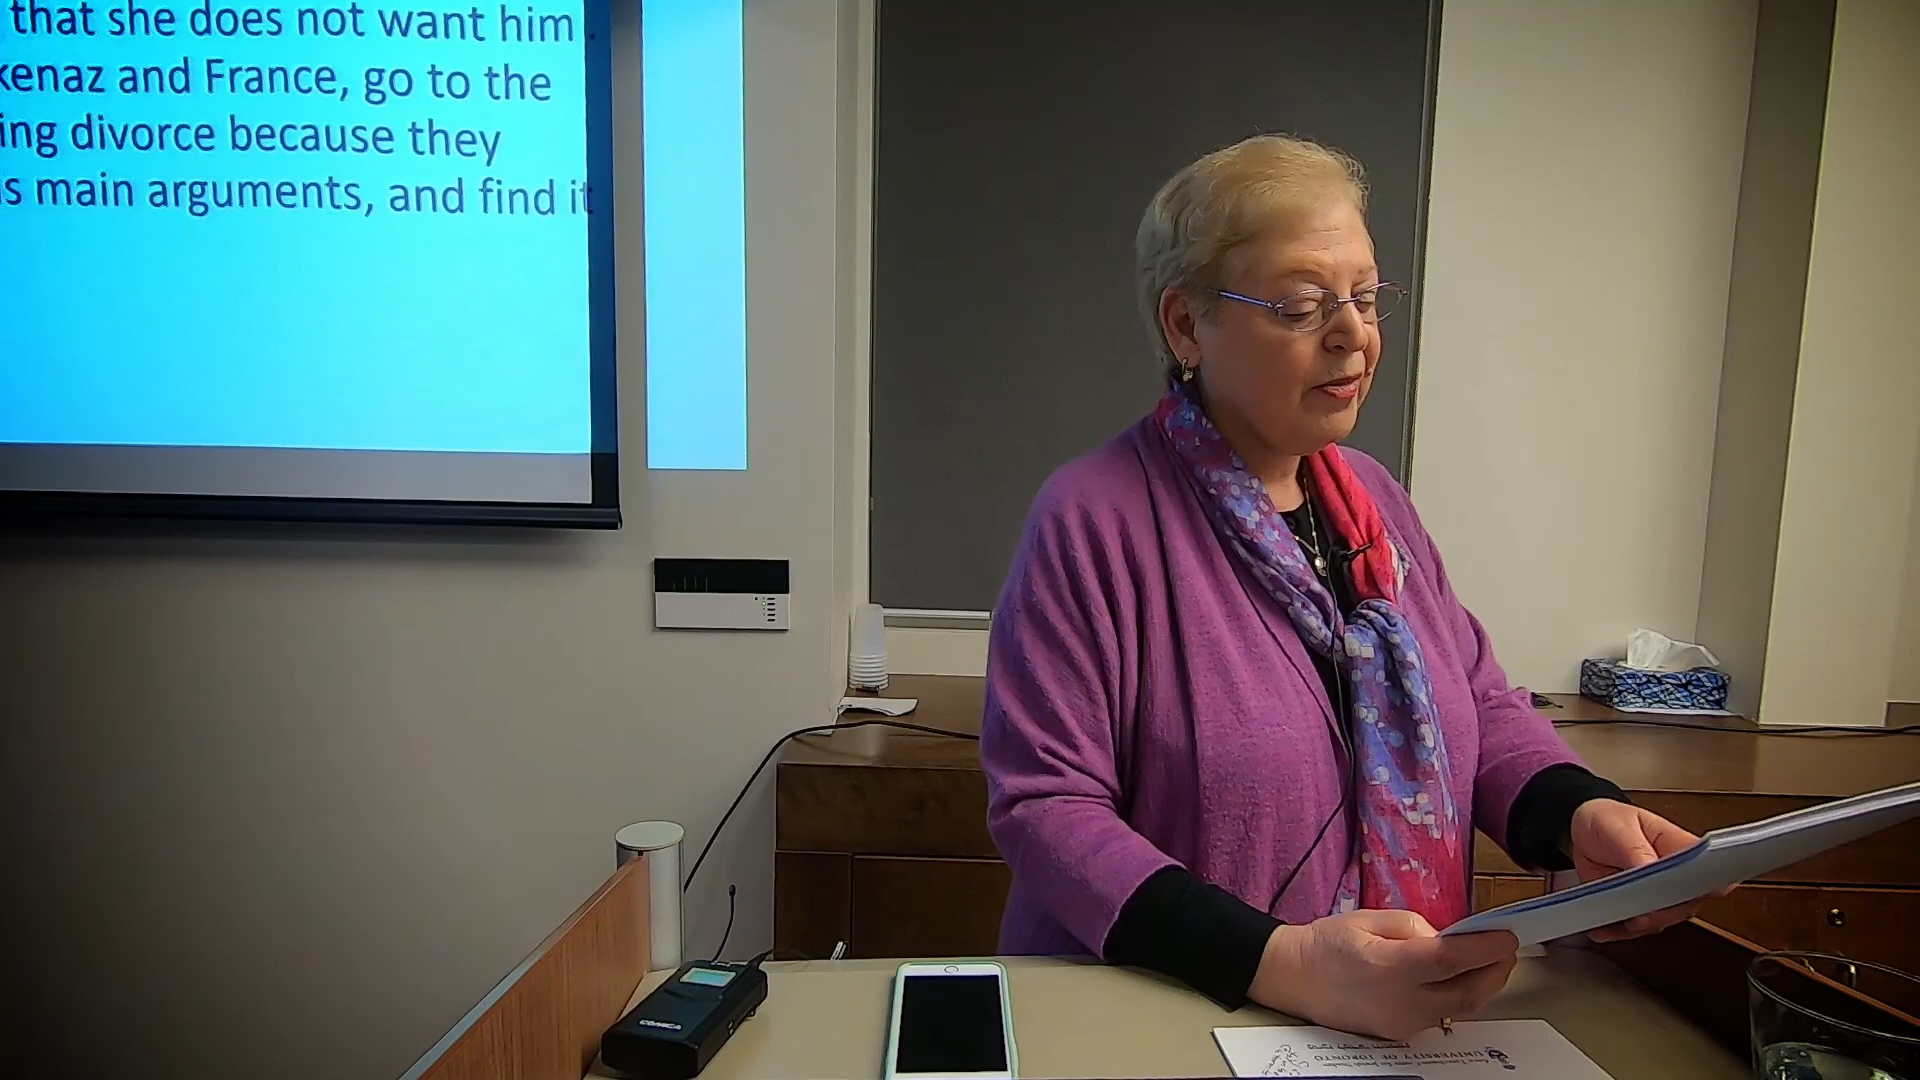 that she does not want him.
kenaz and France, go to the
ing divorce because they
s main arguments, and find it
COMICA
UNIVERSITY OF TORONTO